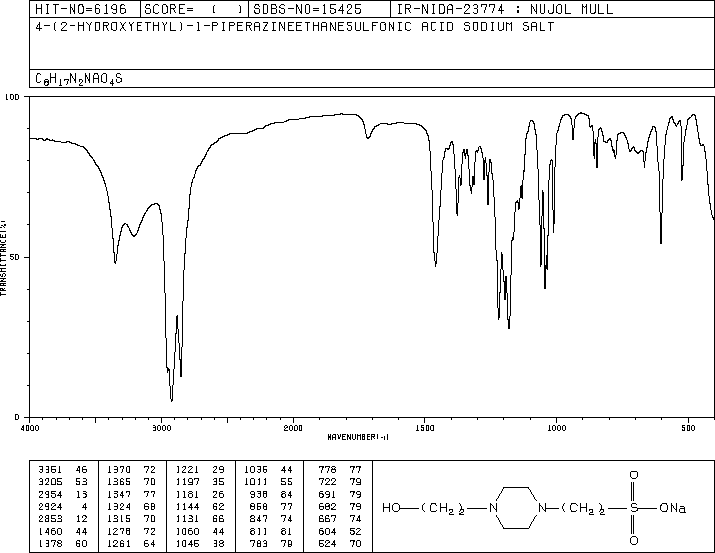 HIT-NO=6196 SCORE= ( ) SDBS-NO=15425 IR-NIDA-23774 : NUJOL MULL
4-(2-HYDROXYETHYL)-1-PIPERAZINEETHANESULFONIC ACID SODIUM SALT
C8H17N2NAO4S
100
50
0
TRANSMITTANCE(%)
4000 3000 2000 1500 1000 500
WAVENUMBER(-1)
3351 46 1370 72 1221 29 1036 44 778 77
3205 53 1365 70 1197 35 1011 55 722 79
2954 13 1347 77 1181 26 938 84 691 79
2924 4 1324 68 1144 62 858 77 682 79
2853 12 1315 70 1131 66 847 74 667 74
1460 44 1278 72 1060 44 811 81 604 52
1378 60 1261 64 1045 38 783 79 524 70
O
HO (CH2)2 N N (CH2)2 S ONa
O